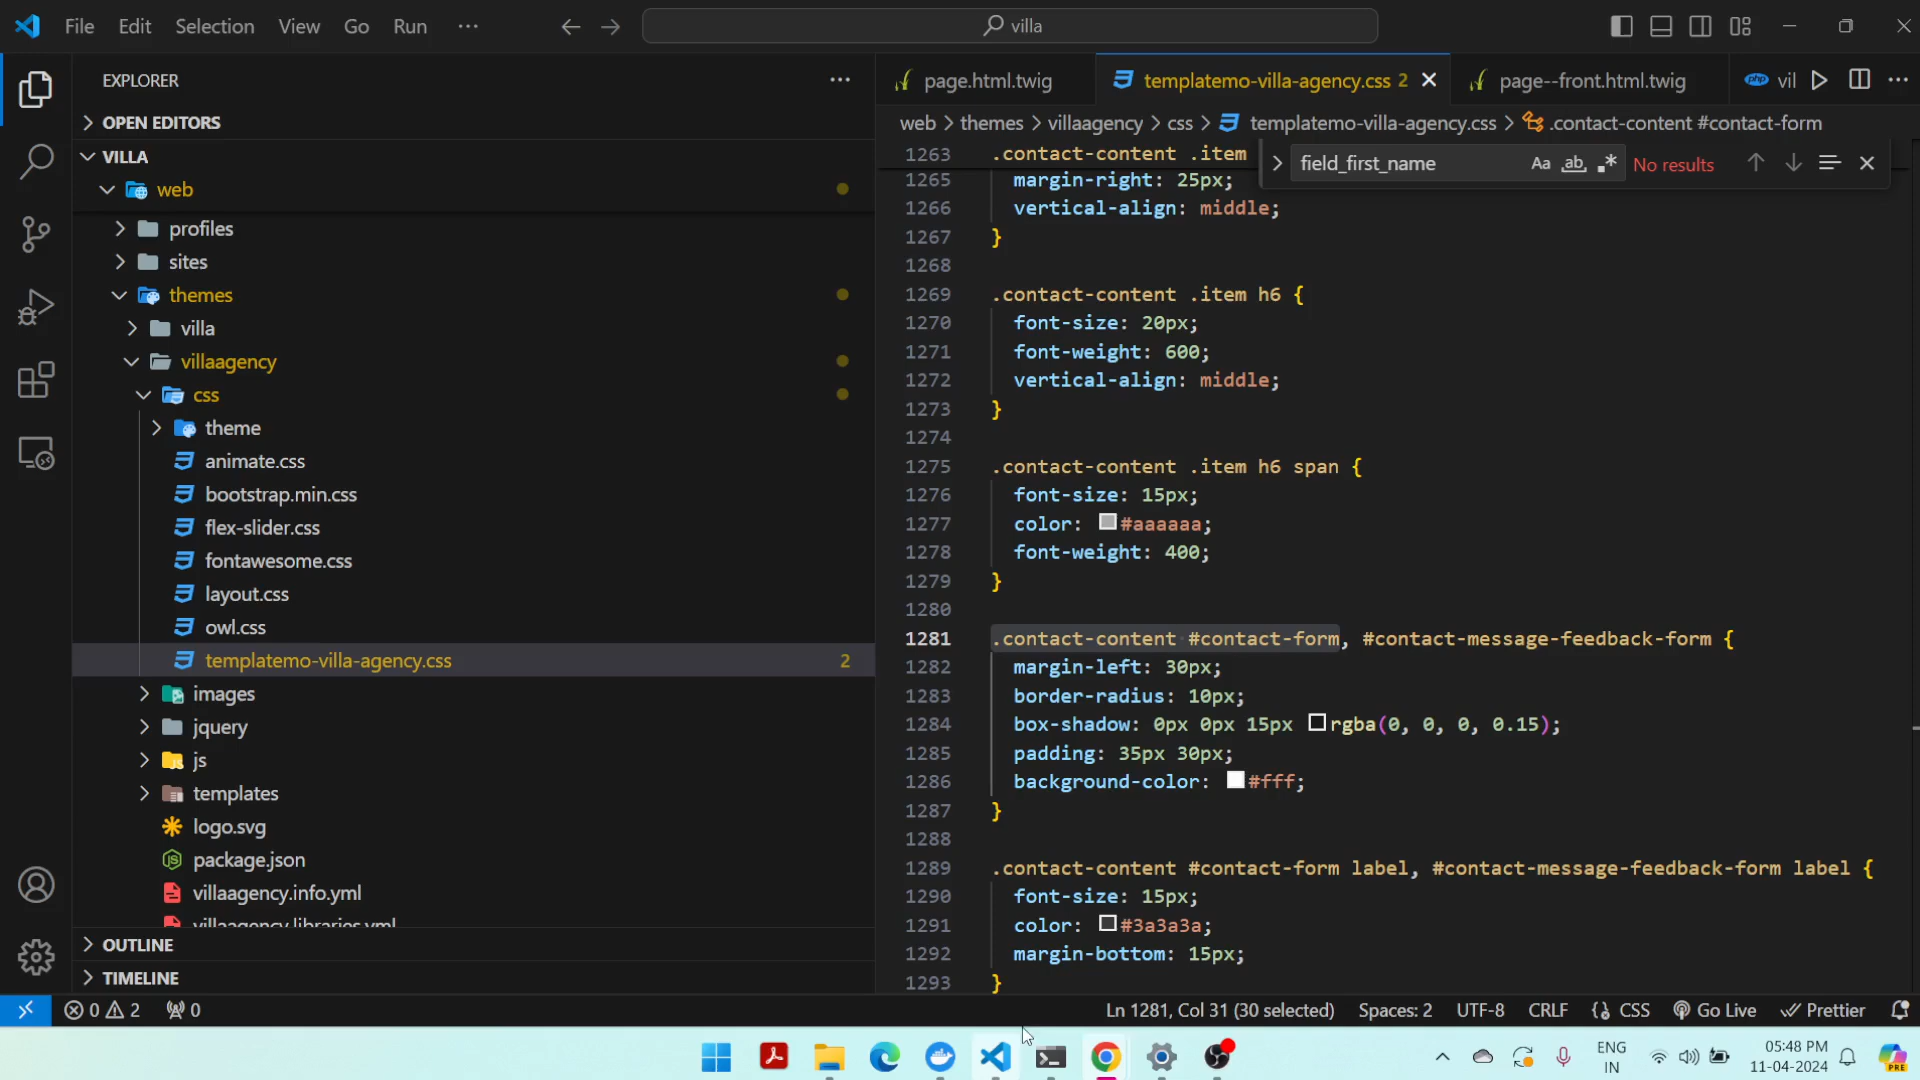 File Edit Selection View Go Run ···
villa
EXPLORER
OPEN EDITORS
VILLA
web
profiles
sites
themes
villa
villaagency
css
theme
animate.css
bootstrap.min.css
flex-slider.css
fontawesome.css
layout.css
owl.css
templatemo-villa-agency.css 2
images
jquery
js
templates
logo.svg
package.json
villaagency.info.yml
villaagency.libraries.yml
OUTLINE
TIMELINE
page.html.twig
templatemo-villa-agency.css 2
page--front.html.twig
php vil
web > themes > villaagency > css > templatemo-villa-agency.css > .contact-content #contact-form
field_first_name Aa ab .* No results
1263 .contact-content .item
1265 margin-right: 25px;
1266 vertical-align: middle;
1267 }
1268
1269 .contact-content .item h6 {
1270 font-size: 20px;
1271 font-weight: 600;
1272 vertical-align: middle;
1273 }
1274
1275 .contact-content .item h6 span {
1276 font-size: 15px;
1277 color: #aaaaaa;
1278 font-weight: 400;
1279 }
1280
1281 .contact-content #contact-form, #contact-message-feedback-form {
1282 margin-left: 30px;
1283 border-radius: 10px;
1284 box-shadow: 0px 0px 15px rgba(0, 0, 0, 0.15);
1285 padding: 35px 30px;
1286 background-color: #fff;
1287 }
1288
1289 .contact-content #contact-form label, #contact-message-feedback-form label {
1290 font-size: 15px;
1291 color: #3a3a3a;
1292 margin-bottom: 15px;
1293 }
0 2 0
Ln 1281, Col 31 (30 selected) Spaces: 2 UTF-8 CRLF {} CSS Go Live Prettier
ENG
IN
05:48 PM
11-04-2024
PRE